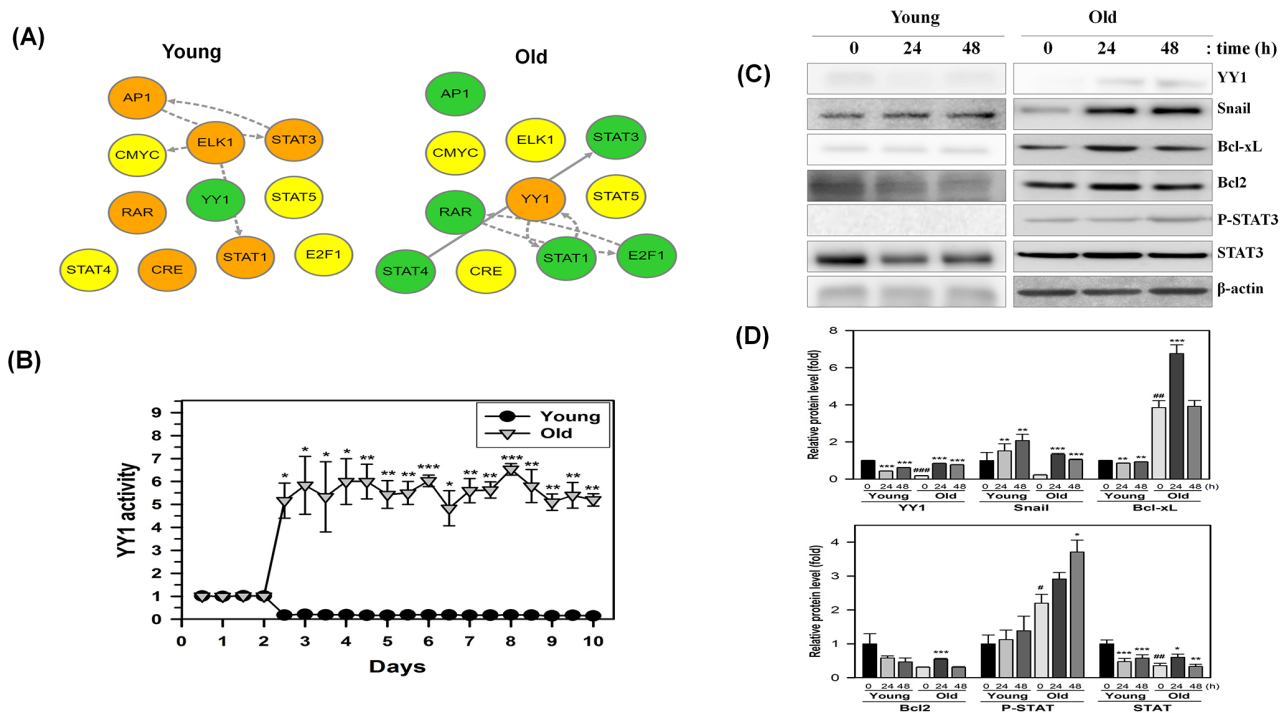 (A)
Young
Old
AP1
STAT3
ELK1
CMYC
YY1
STAT5
RAR
STAT1
E2F1
STAT4
CRE
AP1
STAT3
ELK1
CMYC
YY1
STAT5
RAR
STAT1
E2F1
STAT4
CRE
(B)
9
8
7
6
5
4
3
2
1
0
YY1 activity
Young
Old
* * * * ** ** ** *** * ** ** *** ** ** ** **
0 1 2 3 4 5 6 7 8 9 10
Days
(C)
Young Old
0 24 48 0 24 48 : time (h)
YY1
Snail
Bcl-xL
Bcl2
P-STAT3
STAT3
β-actin
(D)
Relative protein level (fold)
8
6
4
2
0
*** *** ### *** *** ** ** *** *** ** ** ## ***
0 24 48 0 24 48 0 24 48 0 24 48 0 24 48 0 24 48 (h)
Young Old Young Old Young Old
YY1 Snail Bcl-xL
Relative protein level (fold)
4
3
2
1
0
*** # * *** *** ## * **
0 24 48 0 24 48 0 24 48 0 24 48 0 24 48 0 24 48 (h)
Young Old Young Old Young Old
Bcl2 P-STAT STAT